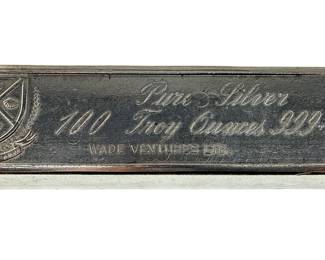 Pure Silver
100 Troy Ounces 999+
WADE VENTURES LTD.